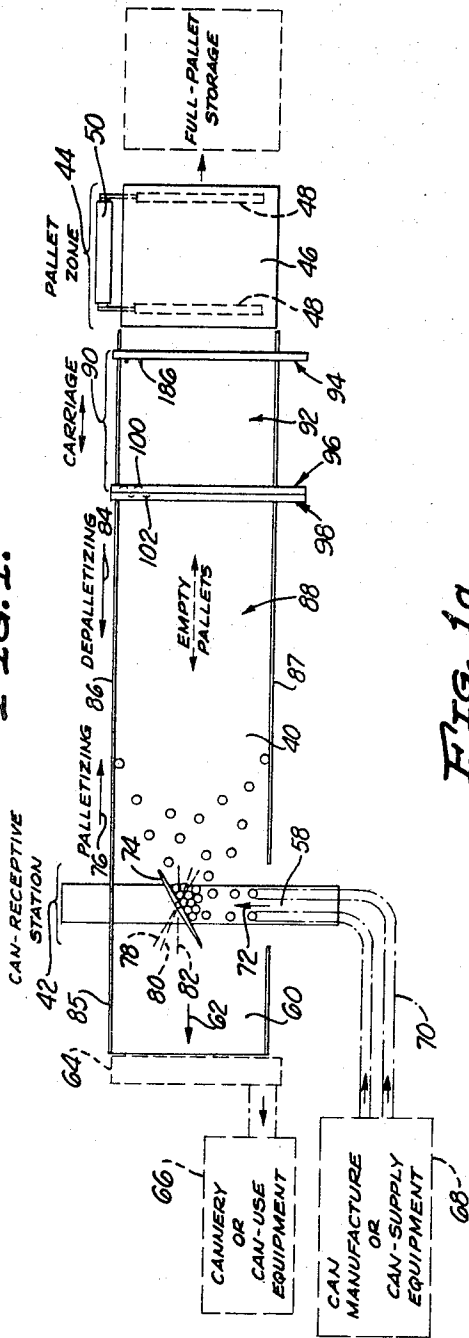 FIG. 1.
CAN-RECEPTIVE
STATION
42
85
64
62
78
80
82
74
76
PALLETIZING
86
DEPALLETIZING
84
CARRIAGE
90
100
102
186
PALLET
ZONE
44
50
FULL-PALLET
STORAGE
48
46
48
EMPTY
PALLETS
92
94
96
98
88
87
40
58
72
60
70
66
CANNERY
OR
CAN-USE
EQUIPMENT
CAN
MANUFACTURE
OR
CAN-SUPPLY
EQUIPMENT
68
FIG. 1a